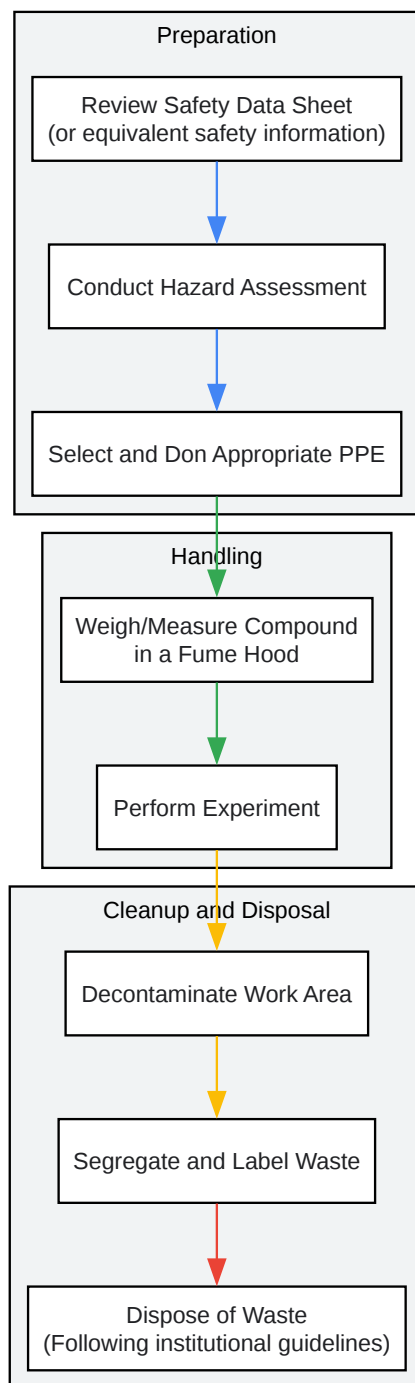 Preparation
Review Safety Data Sheet
(or equivalent safety information)
Conduct Hazard Assessment
Select and Don Appropriate PPE
Handling
Weigh/Measure Compound
in a Fume Hood
Perform Experiment
Cleanup and Disposal
Decontaminate Work Area
Segregate and Label Waste
Dispose of Waste
(Following institutional guidelines)